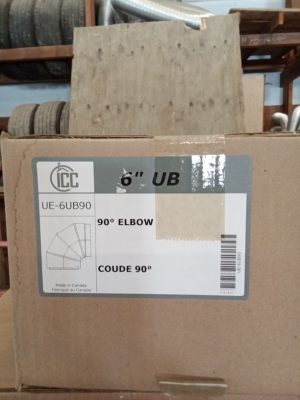 ICC
6" UB
UE-6UB90
90° ELBOW
COUDE 90°
Made in Canada
Fabriqué au Canada